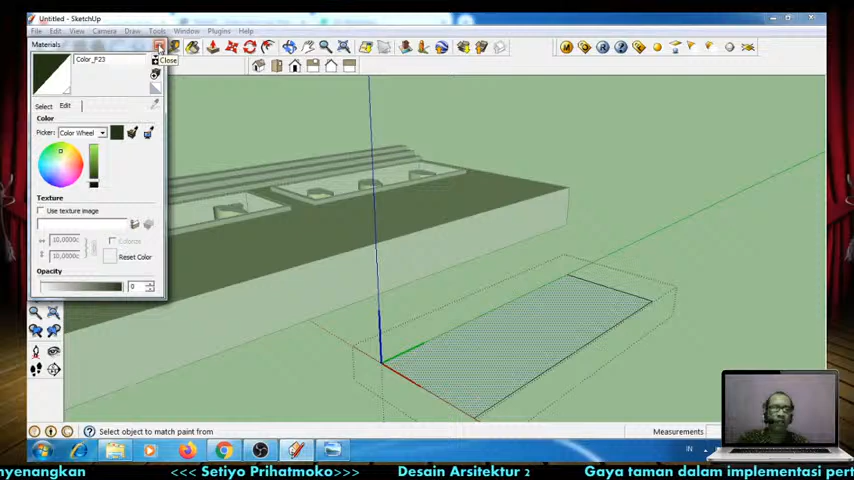 Untitled - SketchUp
File Edit View Camera Draw Tools Window Plugins Help
Materials
Close
Color_F23
Select Edit
Color
Picker: Color Wheel
Texture
Use texture image
10,0000c
Colorize
10,0000c
Reset Color
Opacity
0
Select object to match paint from
Measurements
IN
nyenangkan <<< Setiyo Prihatmoko>>> Desain Arsitektur 2 Gaya taman dalam implementasi pert